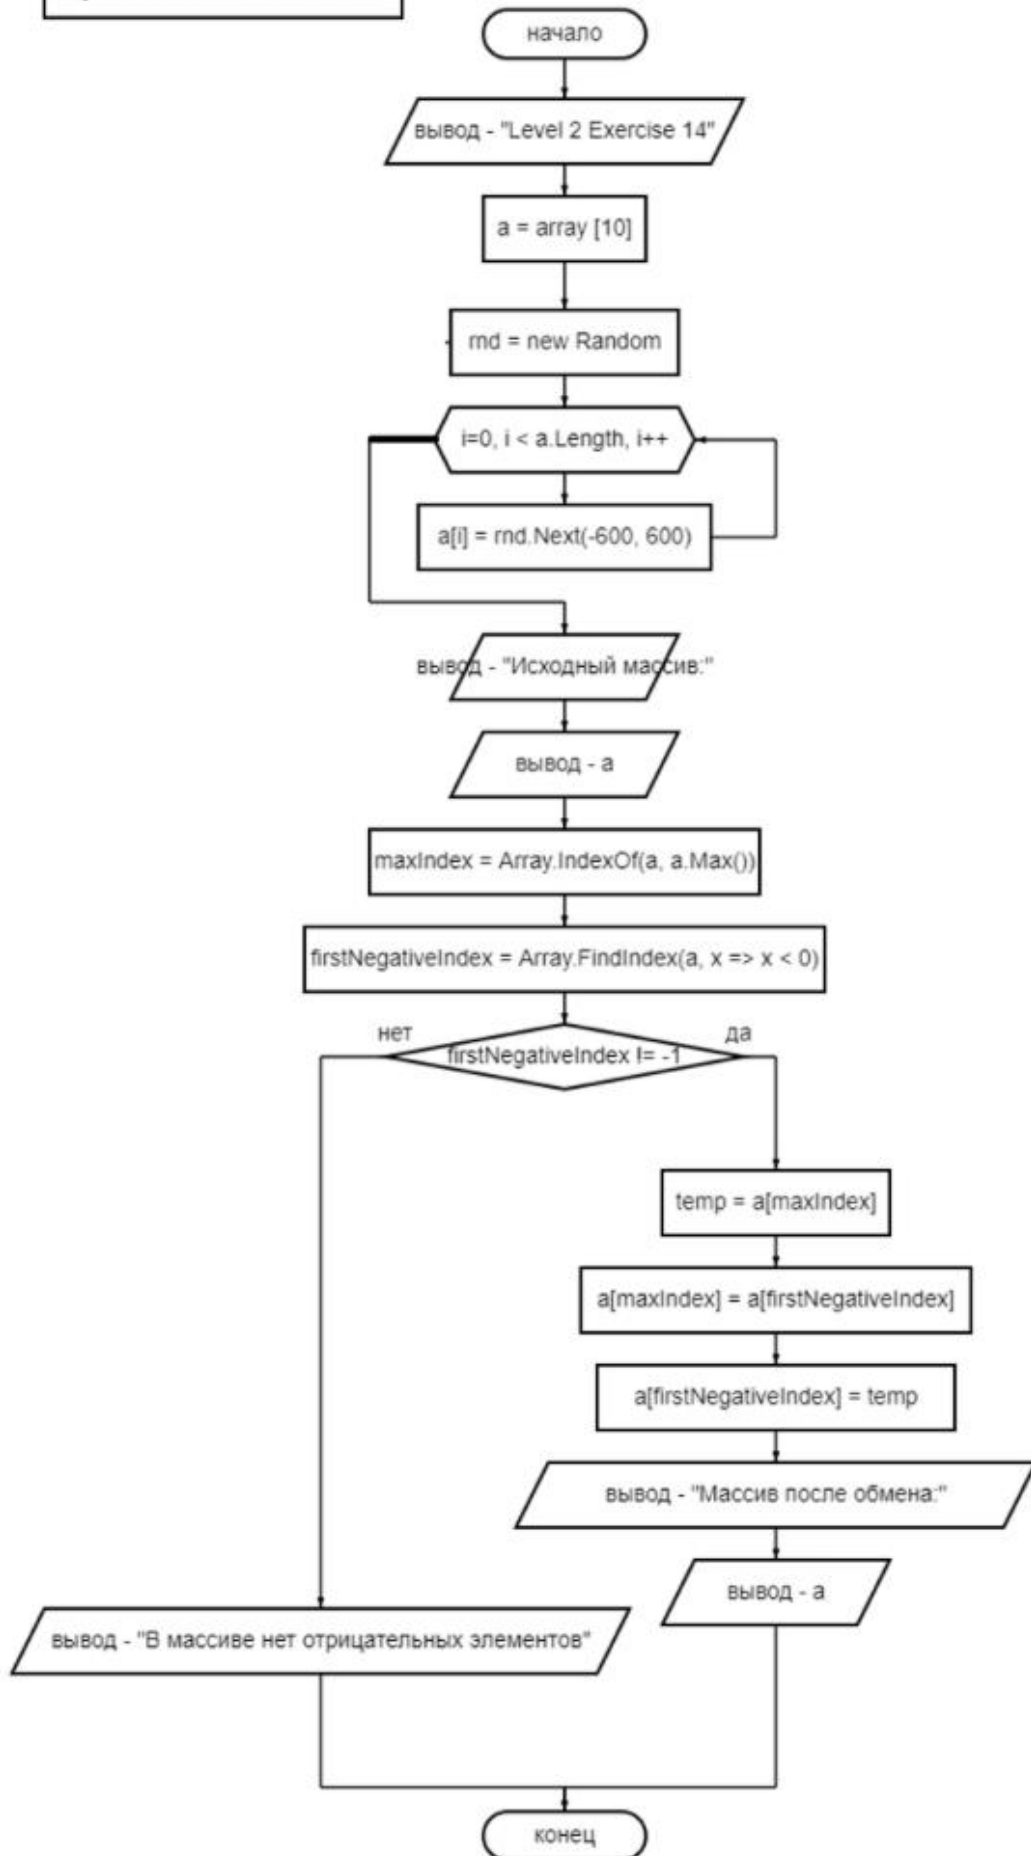 начало
вывод - "Level 2 Exercise 14"
a = array [10]
rnd = new Random
i=0, i < a.Length, i++
a[i] = rnd.Next(-600, 600)
вывод - "Исходный массив:"
вывод - a
maxIndex = Array.IndexOf(a, a.Max())
firstNegativeIndex = Array.FindIndex(a, x => x < 0)
нет
да
firstNegativeIndex != -1
temp = a[maxIndex]
a[maxIndex] = a[firstNegativeIndex]
a[firstNegativeIndex] = temp
вывод - "Массив после обмена:"
вывод - a
вывод - "В массиве нет отрицательных элементов"
конец